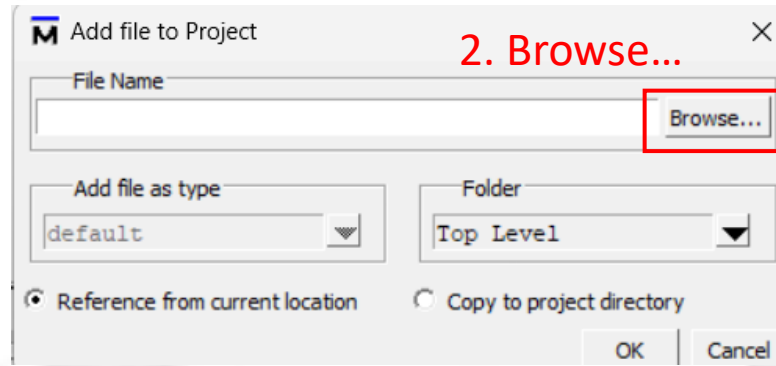 Add file to Project
2. Browse...
File Name
Browse...
Add file as type
Folder
default
Top Level
Reference from current location
Copy to project directory
OK
Cancel